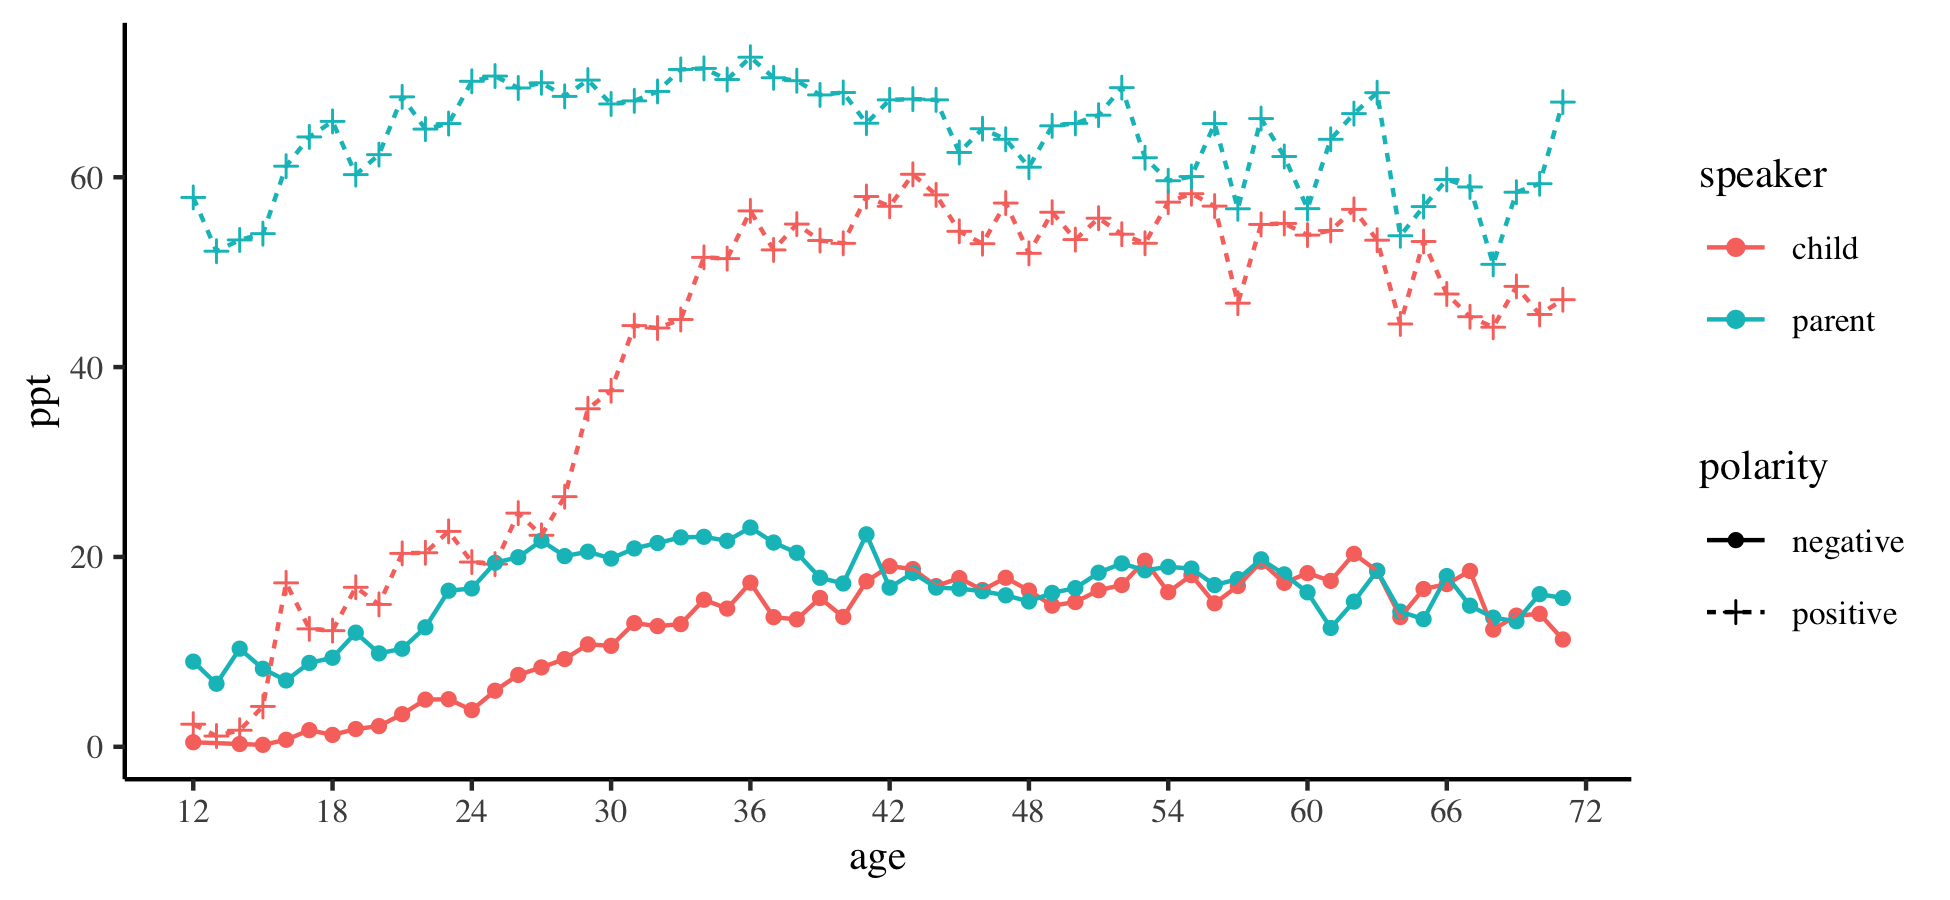 60
40
20
0
ppt
12 18 24 30 36 42 48 54 60 66 72
age
speaker
child
parent
polarity
negative
positive